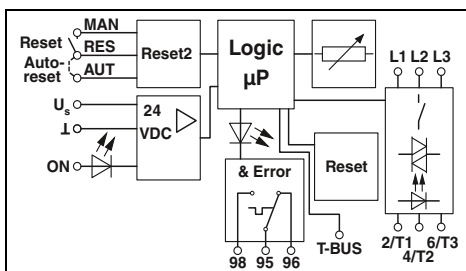 MAN
Reset RES
Auto-
reset AUT
Reset2
Logic
µP
L1 L2 L3
Us 24
⊥ VDC
ON
& Error
Reset
98 95 96
T-BUS
2/T1 6/T3
4/T2